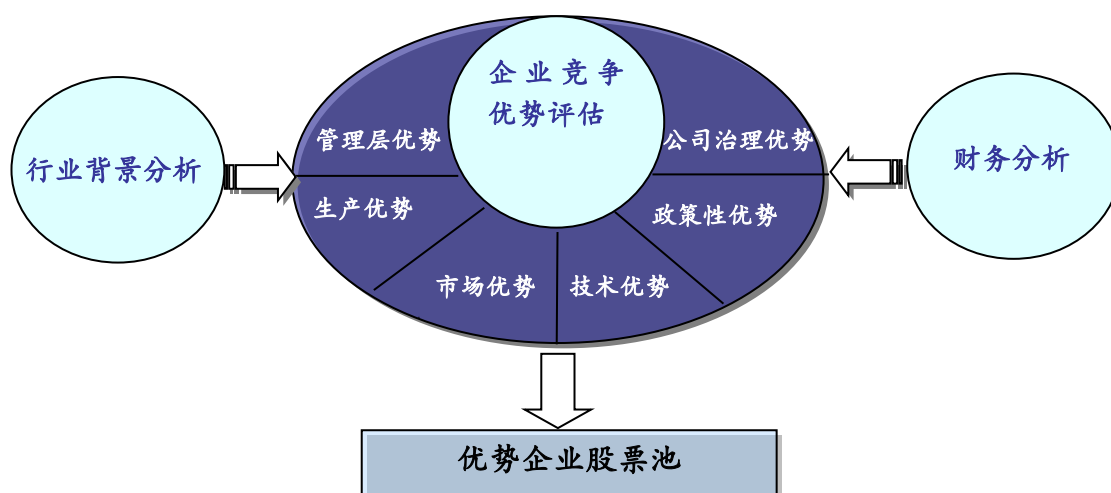 企业竞争
优势评估
管理层优势
公司治理优势
行业背景分析
财务分析
生产优势
政策性优势
市场优势
技术优势
优势企业股票池